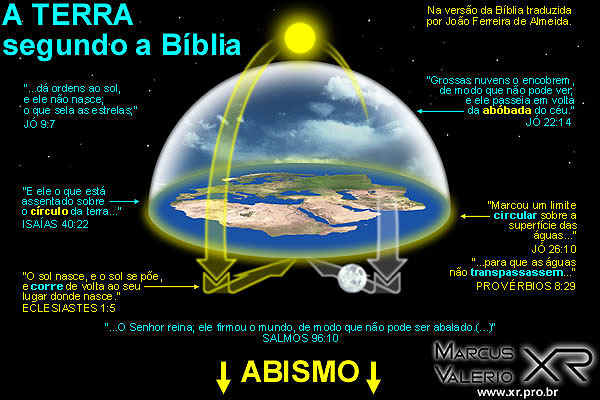 A TERRA
segundo a Bíblia
Na versão da Bíblia traduzida
por João Ferreira de Almeida.
"...dá ordens ao sol,
e ele não nasce;
o que sela as estrelas;"
JÓ 9:7
"Grossas nuvens o encobrem,
de modo que não pode ver;
e ele passeia em volta
da abóbada do céu."
JÓ 22:14
"E ele o que está
assentado sobre
o círculo da terra..."
ISAÍAS 40:22
"Marcou um limite
circular sobre a
superfície das
águas..."
JÓ 26:10
"...para que as águas
não transpassassem..."
PROVÉRBIOS 8:29
"O sol nasce, e o sol se põe,
e corre de volta ao seu
lugar donde nasce."
ECLESIASTES 1:5
"...O Senhor reina; ele firmou o mundo, de modo que não pode ser abalado.(...)"
SALMOS 96:10
ABISMO
MARCUS
VALERIO
XR
www.xr.pro.br